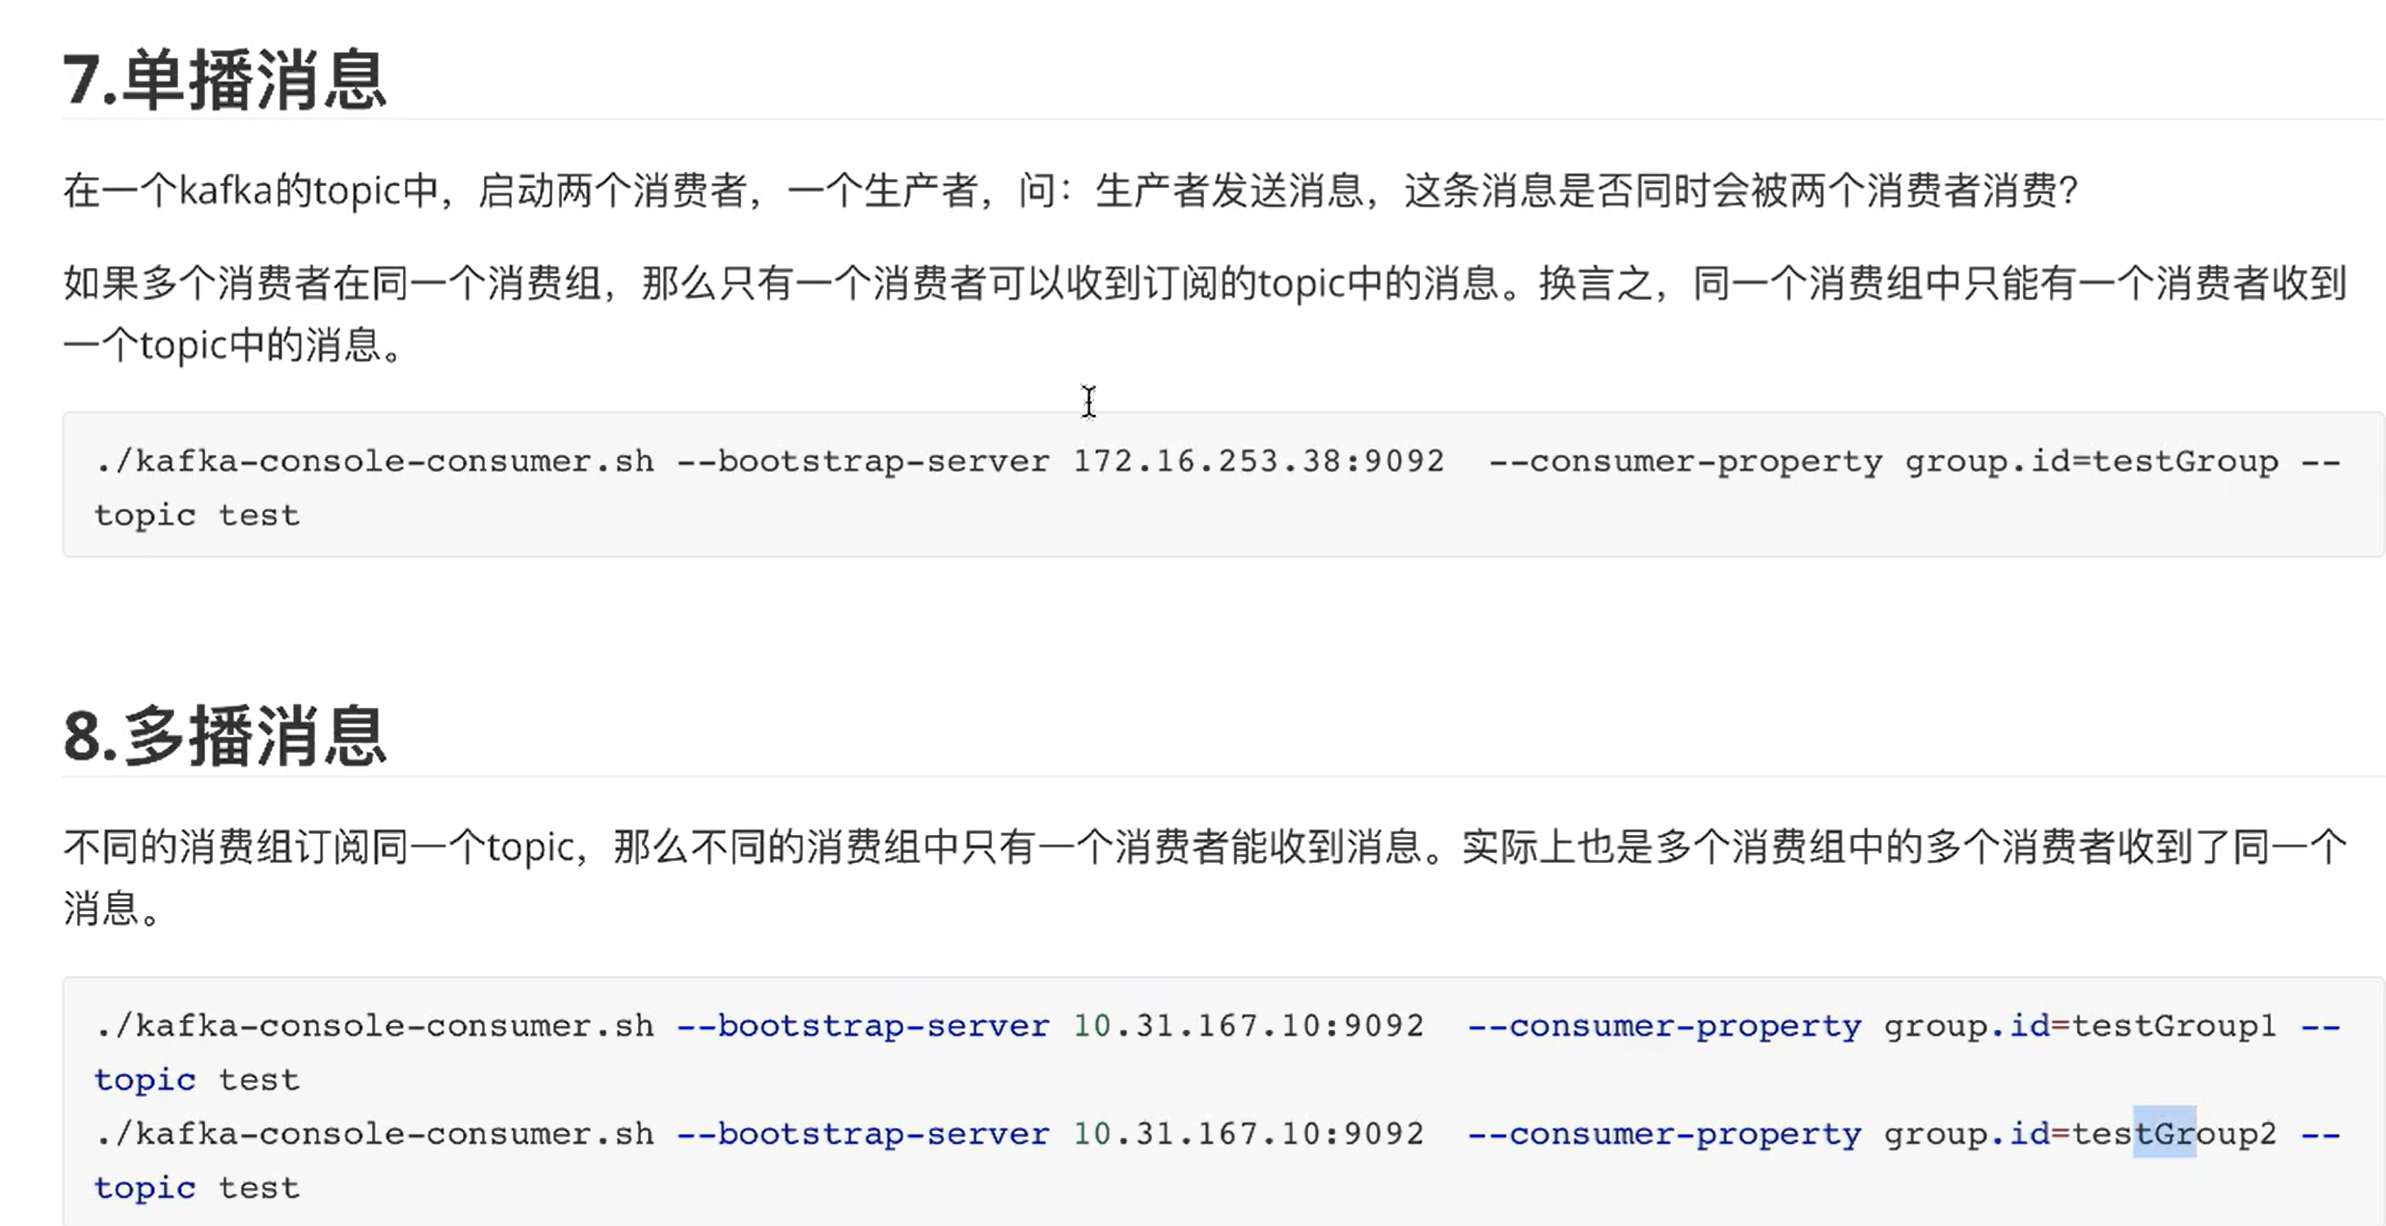 7.单播消息
在一个kafka的topic中，启动两个消费者，一个生产者，问：生产者发送消息，这条消息是否同时会被两个消费者消费？
如果多个消费者在同一个消费组，那么只有一个消费者可以收到订阅的topic中的消息。换言之，同一个消费组中只能有一个消费者收到
一个topic中的消息。
./kafka-console-consumer.sh --bootstrap-server 172.16.253.38:9092  --consumer-property group.id=testGroup --
topic test
8.多播消息
不同的消费组订阅同一个topic，那么不同的消费组中只有一个消费者能收到消息。实际上也是多个消费组中的多个消费者收到了同一个
消息。
./kafka-console-consumer.sh --bootstrap-server 10.31.167.10:9092  --consumer-property group.id=testGroup1 --
topic test
./kafka-console-consumer.sh --bootstrap-server 10.31.167.10:9092  --consumer-property group.id=testGroup2 --
topic test